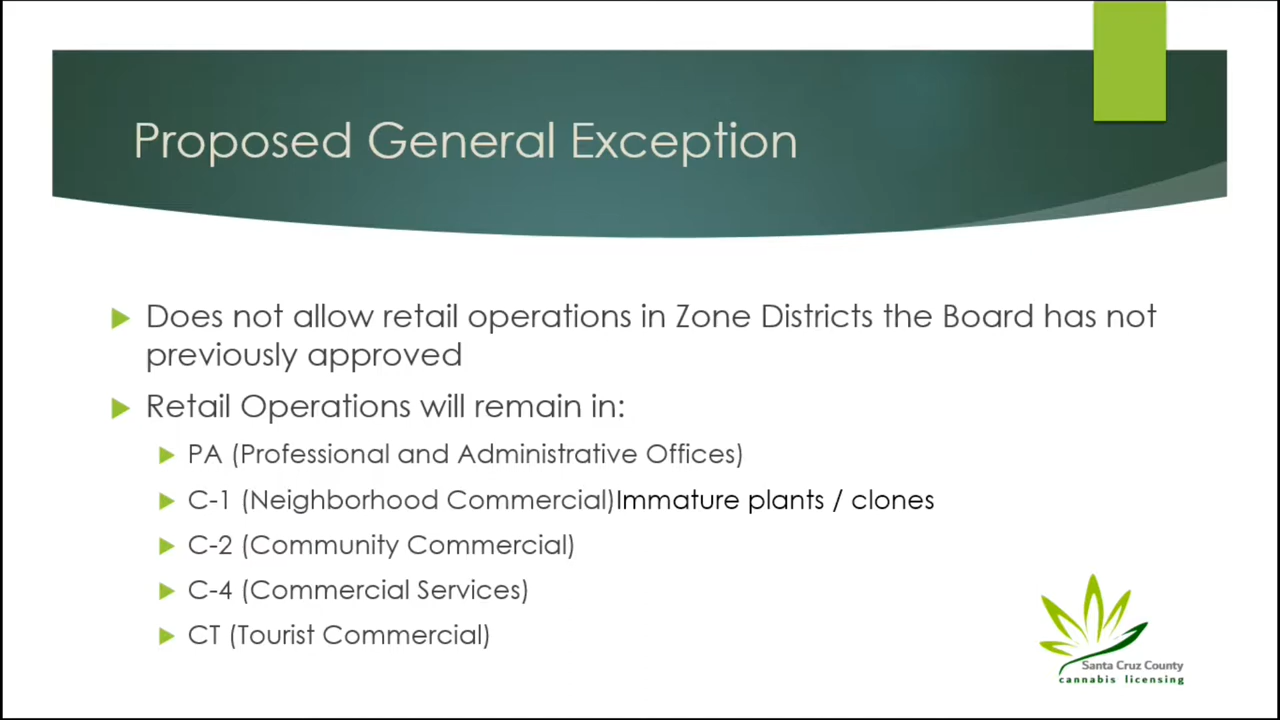 Proposed General Exception
Does not allow retail operations in Zone Districts the Board has not
previously approved
Retail Operations will remain in:
PA (Professional and Administrative Offices)
C-1 (Neighborhood Commercial)Immature plants / clones
C-2 (Community Commercial)
C-4 (Commercial Services)
CT (Tourist Commercial)
Santa Cruz County
cannabis licensing